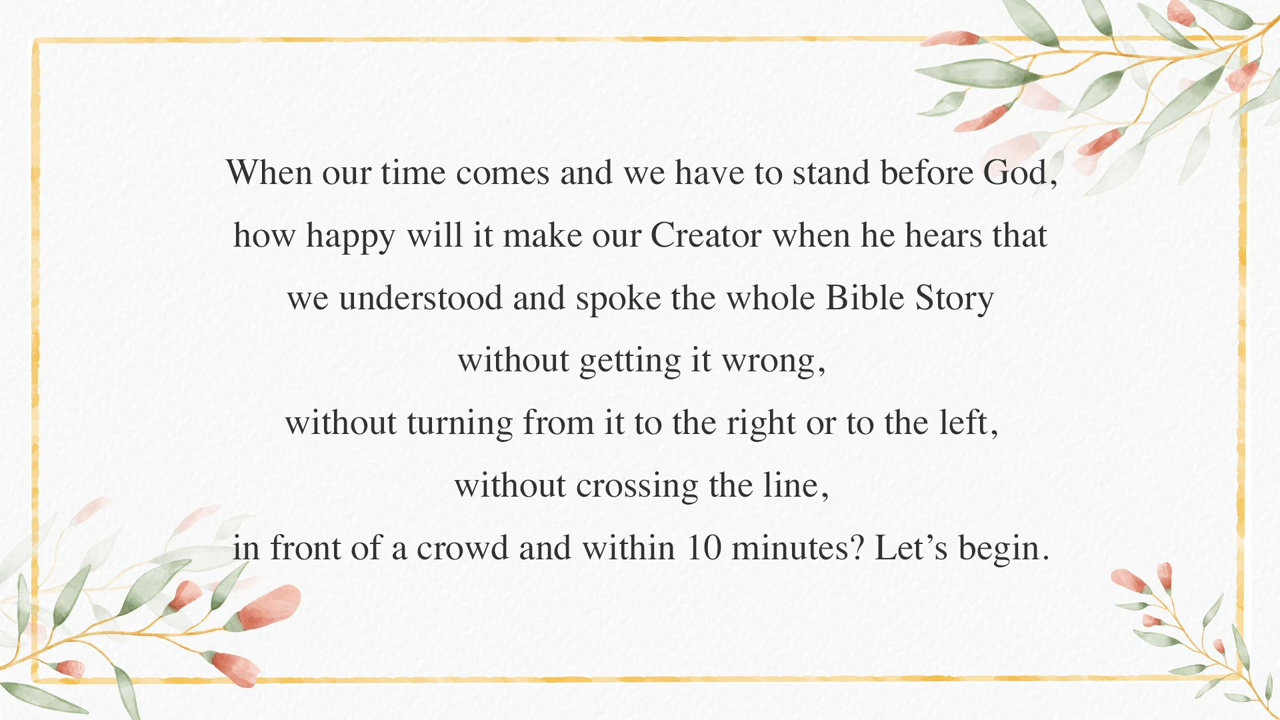 When our time comes and we have to stand before God,
how happy will it make our Creator when he hears that
we understood and spoke the whole Bible Story
without getting it wrong,
without turning from it to the right or to the left,
without crossing the line,
in front of a crowd and within 10 minutes? Let’s begin.